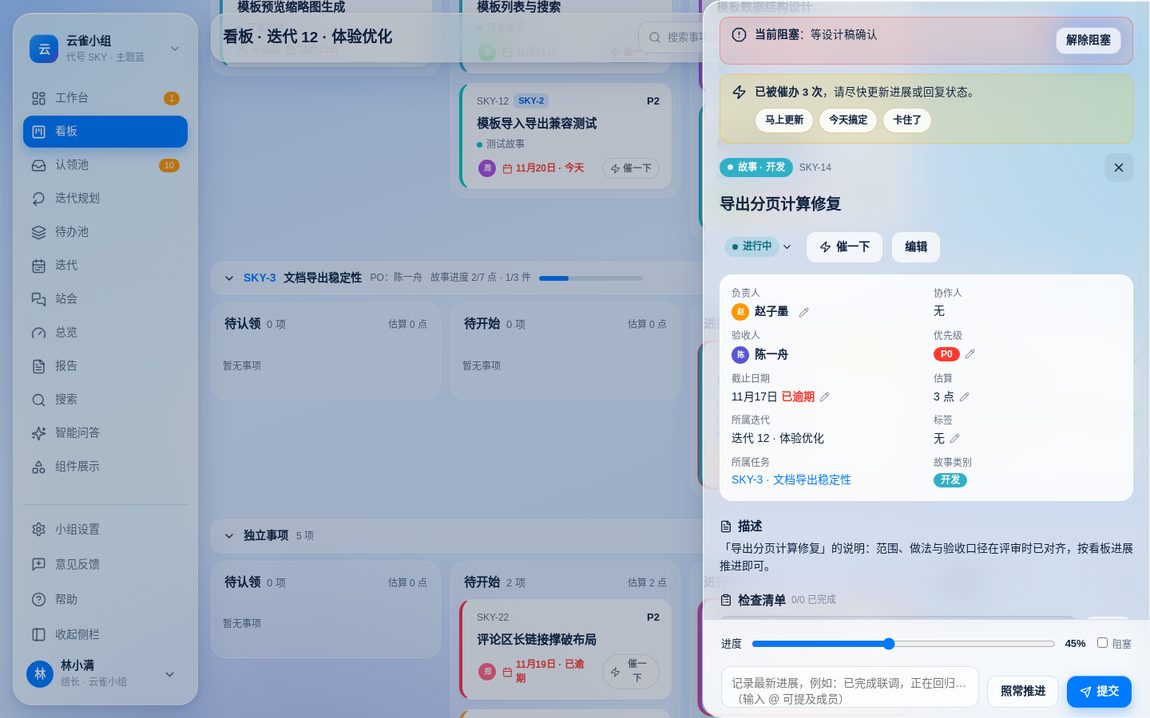 云
云雀小组
代号 SKY · 主题蓝
工作台
1
看板
认领池
10
迭代规划
待办池
迭代
站会
总览
报告
搜索
智能问答
组件展示
小组设置
意见反馈
帮助
收起侧栏
林
林小满
组长 · 云雀小组
模板预览缩略图生成
模板列表与搜索
模板数据结构设计
看板 · 迭代 12 · 体验优化
搜索事项
SKY-12 SKY-2 P2
模板导入导出兼容测试
测试故事
周 11月20日 · 今天 催一下
SKY-3 文档导出稳定性 PO：陈一舟 故事进度 2/7 点 · 1/3 件
待认领 0 项 估算 0 点
暂无事项
待开始 0 项 估算 0 点
暂无事项
独立事项 5 项
待认领 0 项 估算 0 点
暂无事项
待开始 2 项 估算 2 点
SKY-22 P2
评论区长链接撑破布局
郑 11月19日 · 已逾期 催一下
当前阻塞：等设计稿确认
解除阻塞
已被催办 3 次，请尽快更新进展或回复状态。
马上更新 今天搞定 卡住了
故事 · 开发 SKY-14
导出分页计算修复
进行中 催一下 编辑
负责人
赵 赵子墨
协作人
无
验收人
陈 陈一舟
优先级
P0
截止日期
11月17日 已逾期
估算
3 点
所属迭代
迭代 12 · 体验优化
标签
无
所属任务
SKY-3 · 文档导出稳定性
故事类别
开发
描述
「导出分页计算修复」的说明：范围、做法与验收口径在评审时已对齐，按看板进展
推进即可。
检查清单 0/0 已完成
进度 45% 阻塞
记录最新进展，例如：已完成联调，正在回归…
（输入 @ 可提及成员）
照常推进 提交